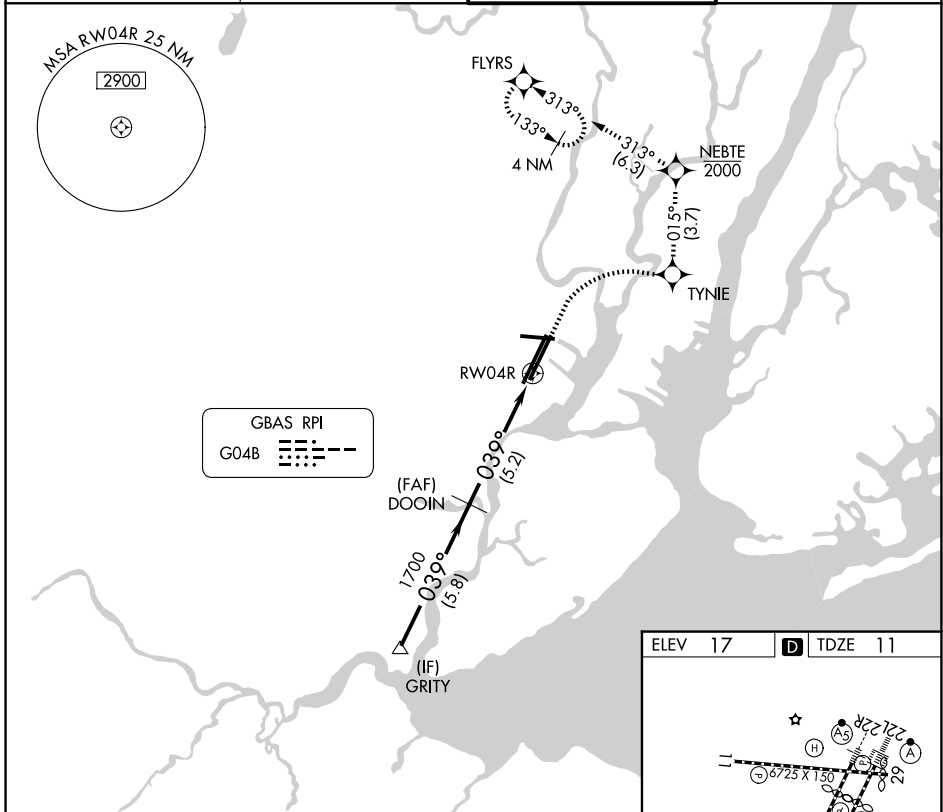 MSA RW04R 25 NM
2900
FLYRS
313°
133°
4 NM
313°
(6.3)
NEBTE
2000
015°
(3.7)
TYNIE
RW04R
GBAS RPI
G04B
039°
(5.2)
(FAF)
DOOIN
1700
039°
(5.8)
(IF)
GRITY
ELEV 17
D
TDZE 11
A5
22R
22L
A
H
P
11
P
6725 X 150
29